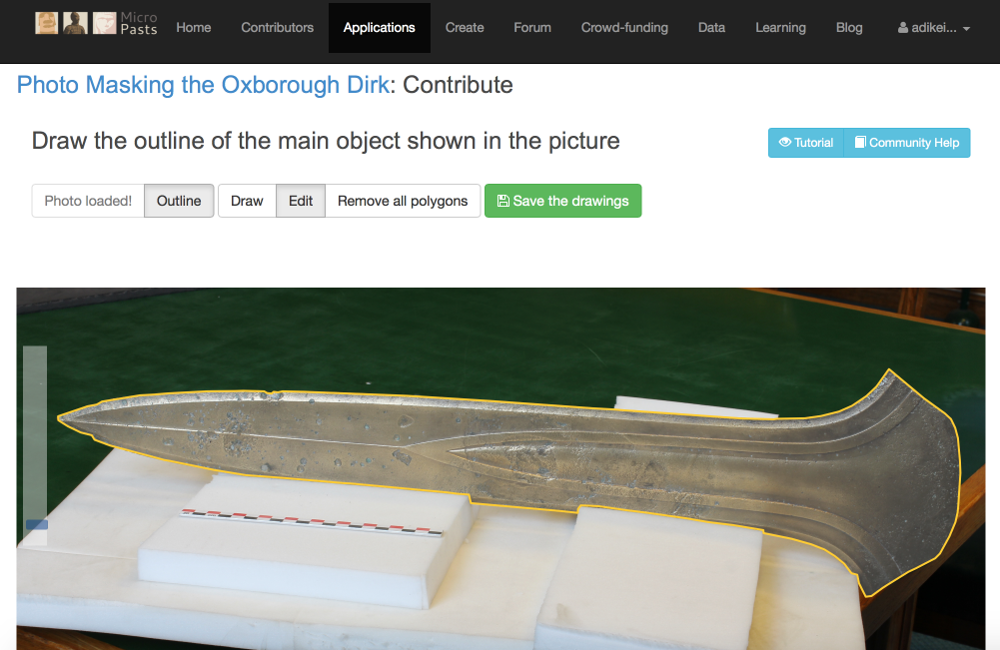 Micro
Pasts
Home Contributors Applications Create Forum Crowd-funding Data Learning Blog adikei...
Photo Masking the Oxborough Dirk: Contribute
Draw the outline of the main object shown in the picture
Tutorial Community Help
Photo loaded! Outline Draw Edit Remove all polygons Save the drawings